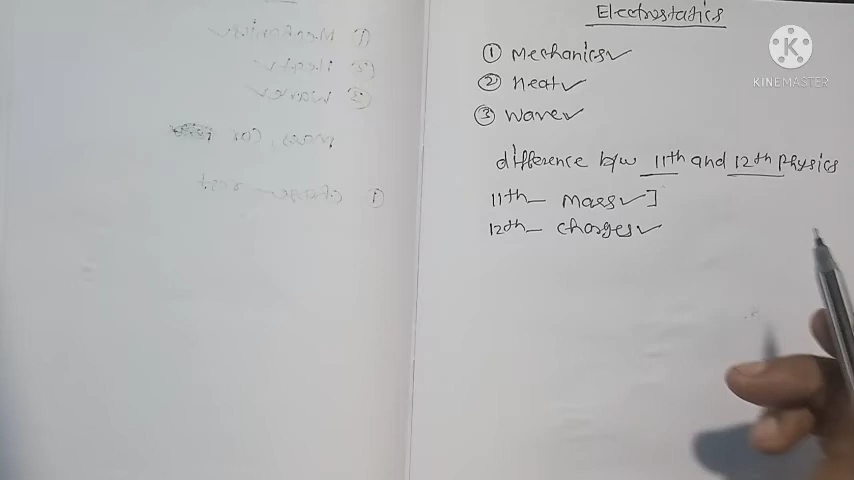 Electrostatics
① Mechanics✓
② Heat✓
③ Wave✓
difference b/w 11th and 12th Physics
11th - Mass✓]
12th - Charges✓
K
KINEMASTER